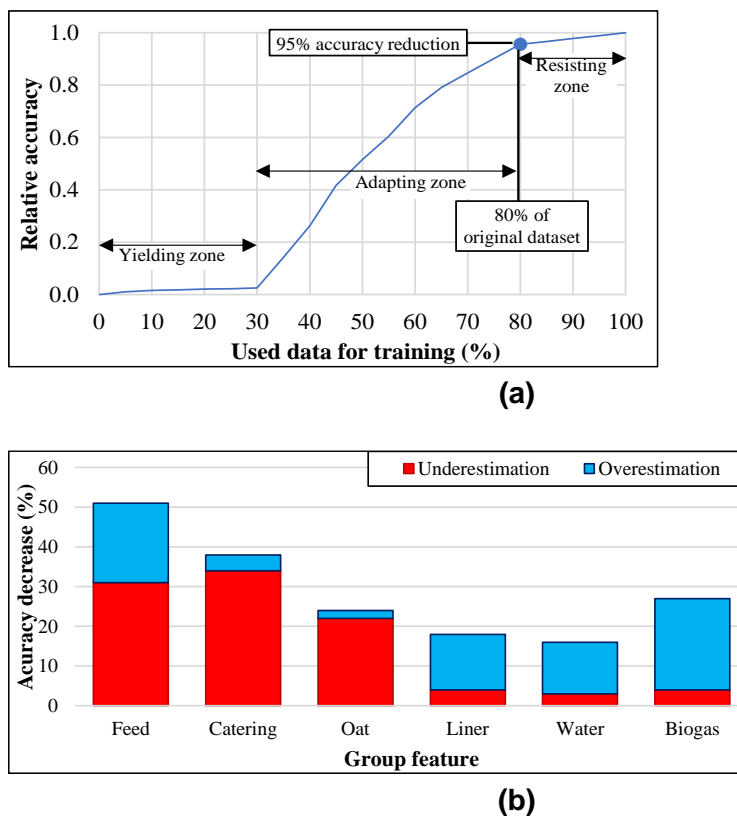 1.0
95% accuracy reduction
Resisting
zone
0.8
Relative accuracy
0.6
0.4
Adapting zone
80% of
original dataset
0.2
Yielding zone
0.0
0 10 20 30 40 50 60 70 80 90 100
Used data for training (%)
(a)
60
Underestimation Overestimation
50
Acuracy decrease (%)
40
30
20
10
0
Feed Catering Oat Liner Water Biogas
Group feature
(b)